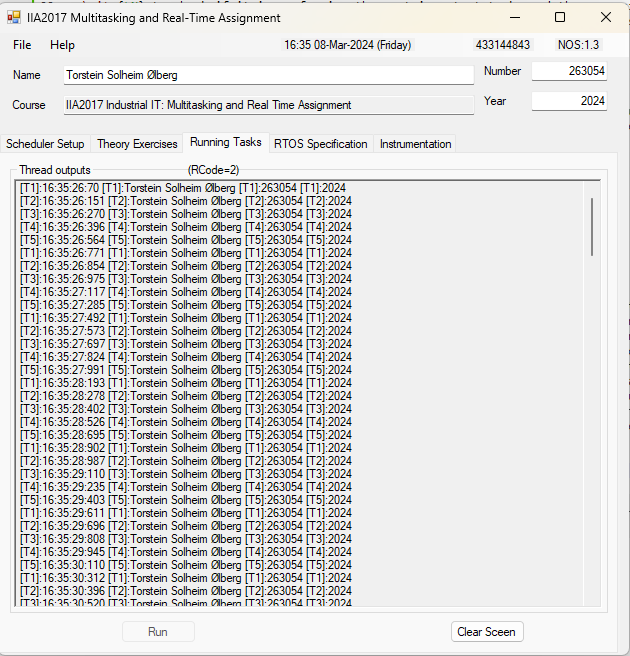 IIA2017 Multitasking and Real-Time Assignment
File Help 16:35 08-Mar-2024 (Friday) 433144843 NOS:1.3
Name Torstein Solheim Ølberg Number 263054
Course IIA2017 Industrial IT: Multitasking and Real Time Assignment Year 2024
Scheduler Setup Theory Exercises Running Tasks RTOS Specification Instrumentation
Thread outputs (RCode=2)
[T1]:16:35:26:70 [T1]:Torstein Solheim Ølberg [T1]:263054 [T1]:2024
[T2]:16:35:26:151 [T2]:Torstein Solheim Ølberg [T2]:263054 [T2]:2024
[T3]:16:35:26:270 [T3]:Torstein Solheim Ølberg [T3]:263054 [T3]:2024
[T4]:16:35:26:396 [T4]:Torstein Solheim Ølberg [T4]:263054 [T4]:2024
[T5]:16:35:26:564 [T5]:Torstein Solheim Ølberg [T5]:263054 [T5]:2024
[T1]:16:35:26:771 [T1]:Torstein Solheim Ølberg [T1]:263054 [T1]:2024
[T2]:16:35:26:854 [T2]:Torstein Solheim Ølberg [T2]:263054 [T2]:2024
[T3]:16:35:26:975 [T3]:Torstein Solheim Ølberg [T3]:263054 [T3]:2024
[T4]:16:35:27:117 [T4]:Torstein Solheim Ølberg [T4]:263054 [T4]:2024
[T5]:16:35:27:285 [T5]:Torstein Solheim Ølberg [T5]:263054 [T5]:2024
[T1]:16:35:27:492 [T1]:Torstein Solheim Ølberg [T1]:263054 [T1]:2024
[T2]:16:35:27:573 [T2]:Torstein Solheim Ølberg [T2]:263054 [T2]:2024
[T3]:16:35:27:697 [T3]:Torstein Solheim Ølberg [T3]:263054 [T3]:2024
[T4]:16:35:27:824 [T4]:Torstein Solheim Ølberg [T4]:263054 [T4]:2024
[T5]:16:35:27:991 [T5]:Torstein Solheim Ølberg [T5]:263054 [T5]:2024
[T1]:16:35:28:193 [T1]:Torstein Solheim Ølberg [T1]:263054 [T1]:2024
[T2]:16:35:28:278 [T2]:Torstein Solheim Ølberg [T2]:263054 [T2]:2024
[T3]:16:35:28:402 [T3]:Torstein Solheim Ølberg [T3]:263054 [T3]:2024
[T4]:16:35:28:526 [T4]:Torstein Solheim Ølberg [T4]:263054 [T4]:2024
[T5]:16:35:28:695 [T5]:Torstein Solheim Ølberg [T5]:263054 [T5]:2024
[T1]:16:35:28:902 [T1]:Torstein Solheim Ølberg [T1]:263054 [T1]:2024
[T2]:16:35:28:987 [T2]:Torstein Solheim Ølberg [T2]:263054 [T2]:2024
[T3]:16:35:29:110 [T3]:Torstein Solheim Ølberg [T3]:263054 [T3]:2024
[T4]:16:35:29:235 [T4]:Torstein Solheim Ølberg [T4]:263054 [T4]:2024
[T5]:16:35:29:403 [T5]:Torstein Solheim Ølberg [T5]:263054 [T5]:2024
[T1]:16:35:29:611 [T1]:Torstein Solheim Ølberg [T1]:263054 [T1]:2024
[T2]:16:35:29:696 [T2]:Torstein Solheim Ølberg [T2]:263054 [T2]:2024
[T3]:16:35:29:808 [T3]:Torstein Solheim Ølberg [T3]:263054 [T3]:2024
[T4]:16:35:29:945 [T4]:Torstein Solheim Ølberg [T4]:263054 [T4]:2024
[T5]:16:35:30:110 [T5]:Torstein Solheim Ølberg [T5]:263054 [T5]:2024
[T1]:16:35:30:312 [T1]:Torstein Solheim Ølberg [T1]:263054 [T1]:2024
[T2]:16:35:30:396 [T2]:Torstein Solheim Ølberg [T2]:263054 [T2]:2024
[T3]:16:35:30:520 [T3]:Torstein Solheim Ølberg [T3]:263054 [T3]:2024
Run Clear Sceen